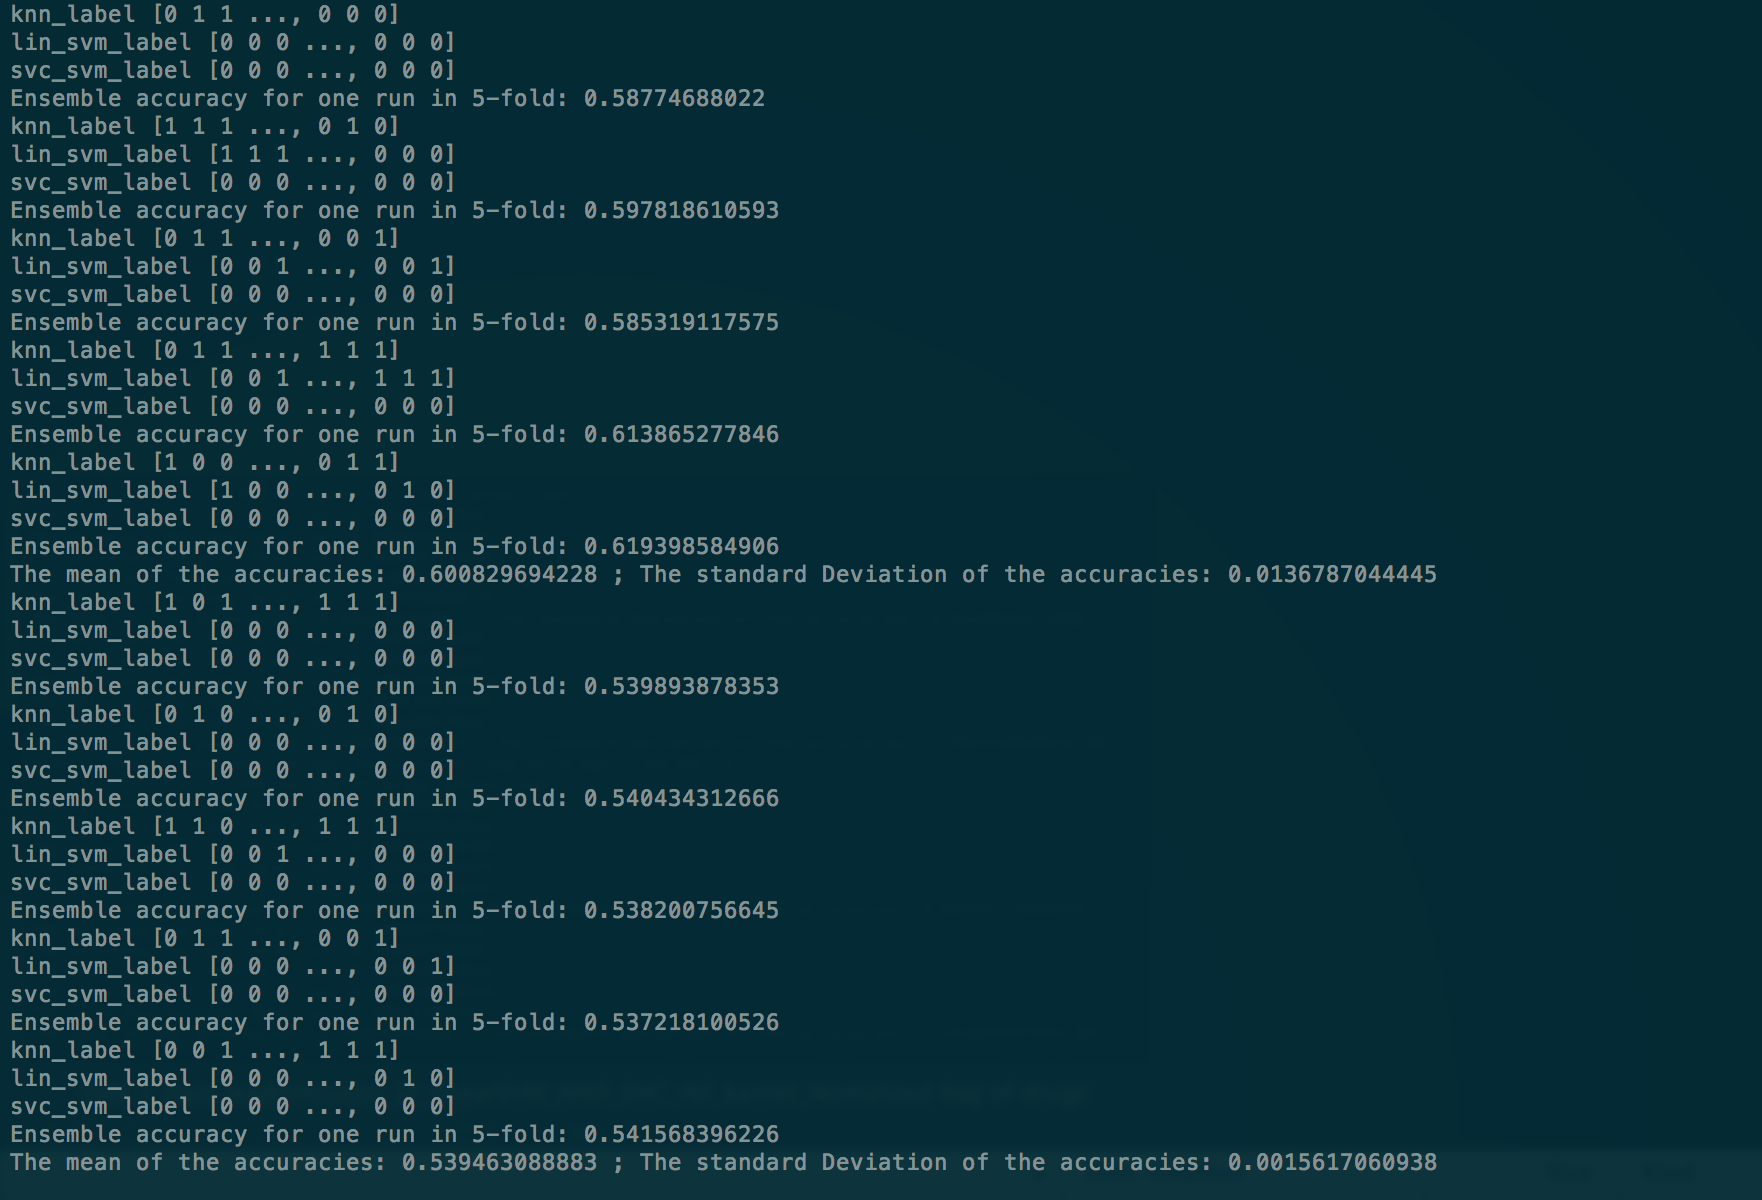 knn_label [0 1 1 ..., 0 0 0]
lin_svm_label [0 0 0 ..., 0 0 0]
svc_svm_label [0 0 0 ..., 0 0 0]
Ensemble accuracy for one run in 5-fold: 0.58774688022
knn_label [1 1 1 ..., 0 1 0]
lin_svm_label [1 1 1 ..., 0 0 0]
svc_svm_label [0 0 0 ..., 0 0 0]
Ensemble accuracy for one run in 5-fold: 0.597818610593
knn_label [0 1 1 ..., 0 0 1]
lin_svm_label [0 0 1 ..., 0 0 1]
svc_svm_label [0 0 0 ..., 0 0 0]
Ensemble accuracy for one run in 5-fold: 0.585319117575
knn_label [0 1 1 ..., 1 1 1]
lin_svm_label [0 0 1 ..., 1 1 1]
svc_svm_label [0 0 0 ..., 0 0 0]
Ensemble accuracy for one run in 5-fold: 0.613865277846
knn_label [1 0 0 ..., 0 1 1]
lin_svm_label [1 0 0 ..., 0 1 0]
svc_svm_label [0 0 0 ..., 0 0 0]
Ensemble accuracy for one run in 5-fold: 0.619398584906
The mean of the accuracies: 0.600829694228 ; The standard Deviation of the accuracies: 0.0136787044445
knn_label [1 0 1 ..., 1 1 1]
lin_svm_label [0 0 0 ..., 0 0 0]
svc_svm_label [0 0 0 ..., 0 0 0]
Ensemble accuracy for one run in 5-fold: 0.539893878353
knn_label [0 1 0 ..., 0 1 0]
lin_svm_label [0 0 0 ..., 0 0 0]
svc_svm_label [0 0 0 ..., 0 0 0]
Ensemble accuracy for one run in 5-fold: 0.540434312666
knn_label [1 1 0 ..., 1 1 1]
lin_svm_label [0 0 1 ..., 0 0 0]
svc_svm_label [0 0 0 ..., 0 0 0]
Ensemble accuracy for one run in 5-fold: 0.538200756645
knn_label [0 1 1 ..., 0 0 1]
lin_svm_label [0 0 0 ..., 0 0 1]
svc_svm_label [0 0 0 ..., 0 0 0]
Ensemble accuracy for one run in 5-fold: 0.537218100526
knn_label [0 0 1 ..., 1 1 1]
lin_svm_label [0 0 0 ..., 0 1 0]
svc_svm_label [0 0 0 ..., 0 0 0]
Ensemble accuracy for one run in 5-fold: 0.541568396226
The mean of the accuracies: 0.539463088883 ; The standard Deviation of the accuracies: 0.0015617060938